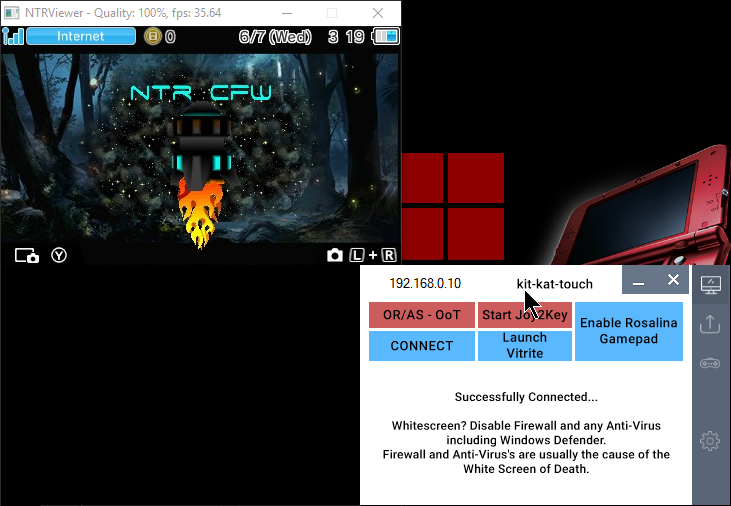 NTRViewer - Quality: 100%, fps: 35.64
Internet
0
6/7 (Wed)
3 19
NTR CFW
Y
L + R
192.168.0.10
kit-kat-touch
OR/AS - OoT
Start Joy2Key
Enable Rosalina
Gamepad
CONNECT
Launch
Vitrite
Successfully Connected...
Whitescreen? Disable Firewall and any Anti-Virus
including Windows Defender.
Firewall and Anti-Virus's are usually the cause of the
White Screen of Death.